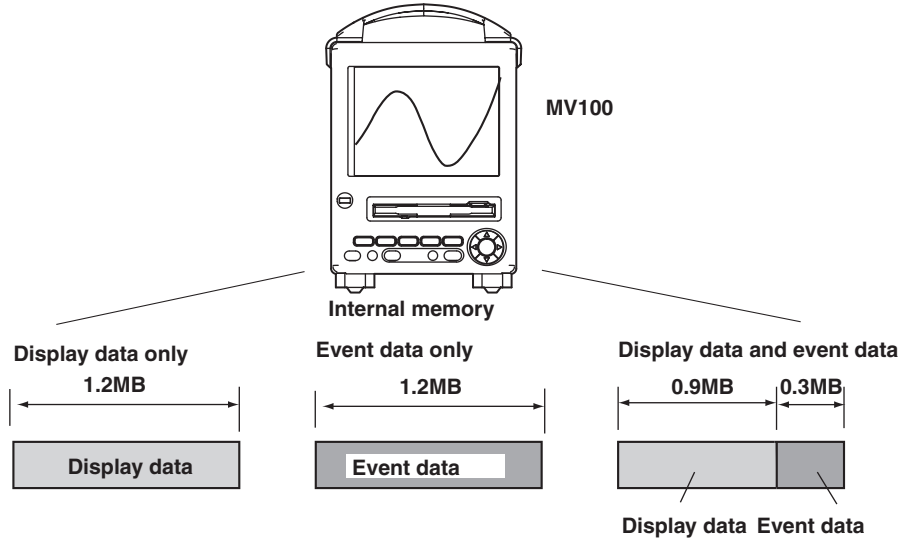 MV100
Internal memory
Display data only
Event data only
Display data and event data
1.2MB
1.2MB
0.9MB
0.3MB
Display data
Event data
Display data
Event data